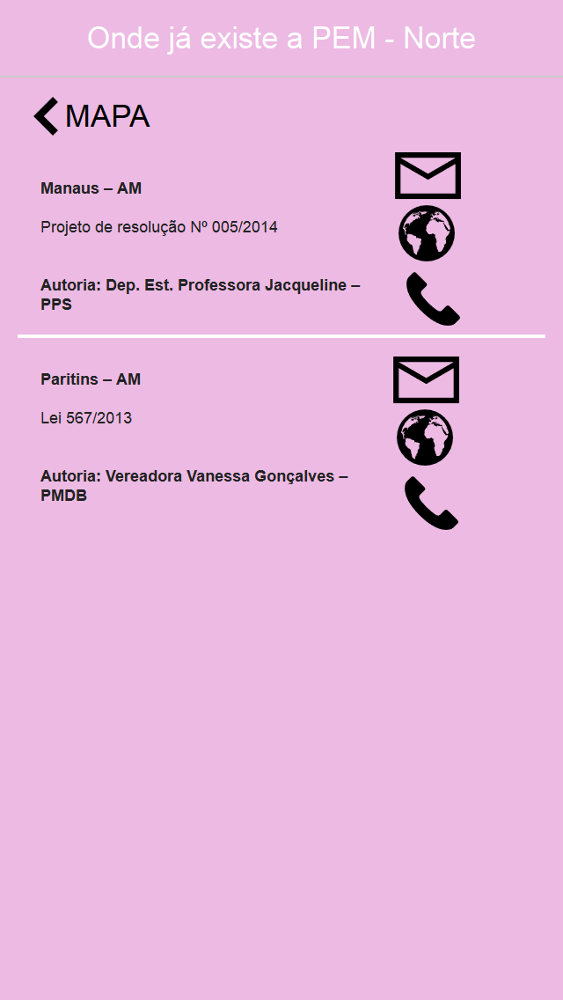 Onde já existe a PEM - Norte
MAPA
Manaus – AM
Projeto de resolução Nº 005/2014
Autoria: Dep. Est. Professora Jacqueline –
PPS
Paritins – AM
Lei 567/2013
Autoria: Vereadora Vanessa Gonçalves –
PMDB